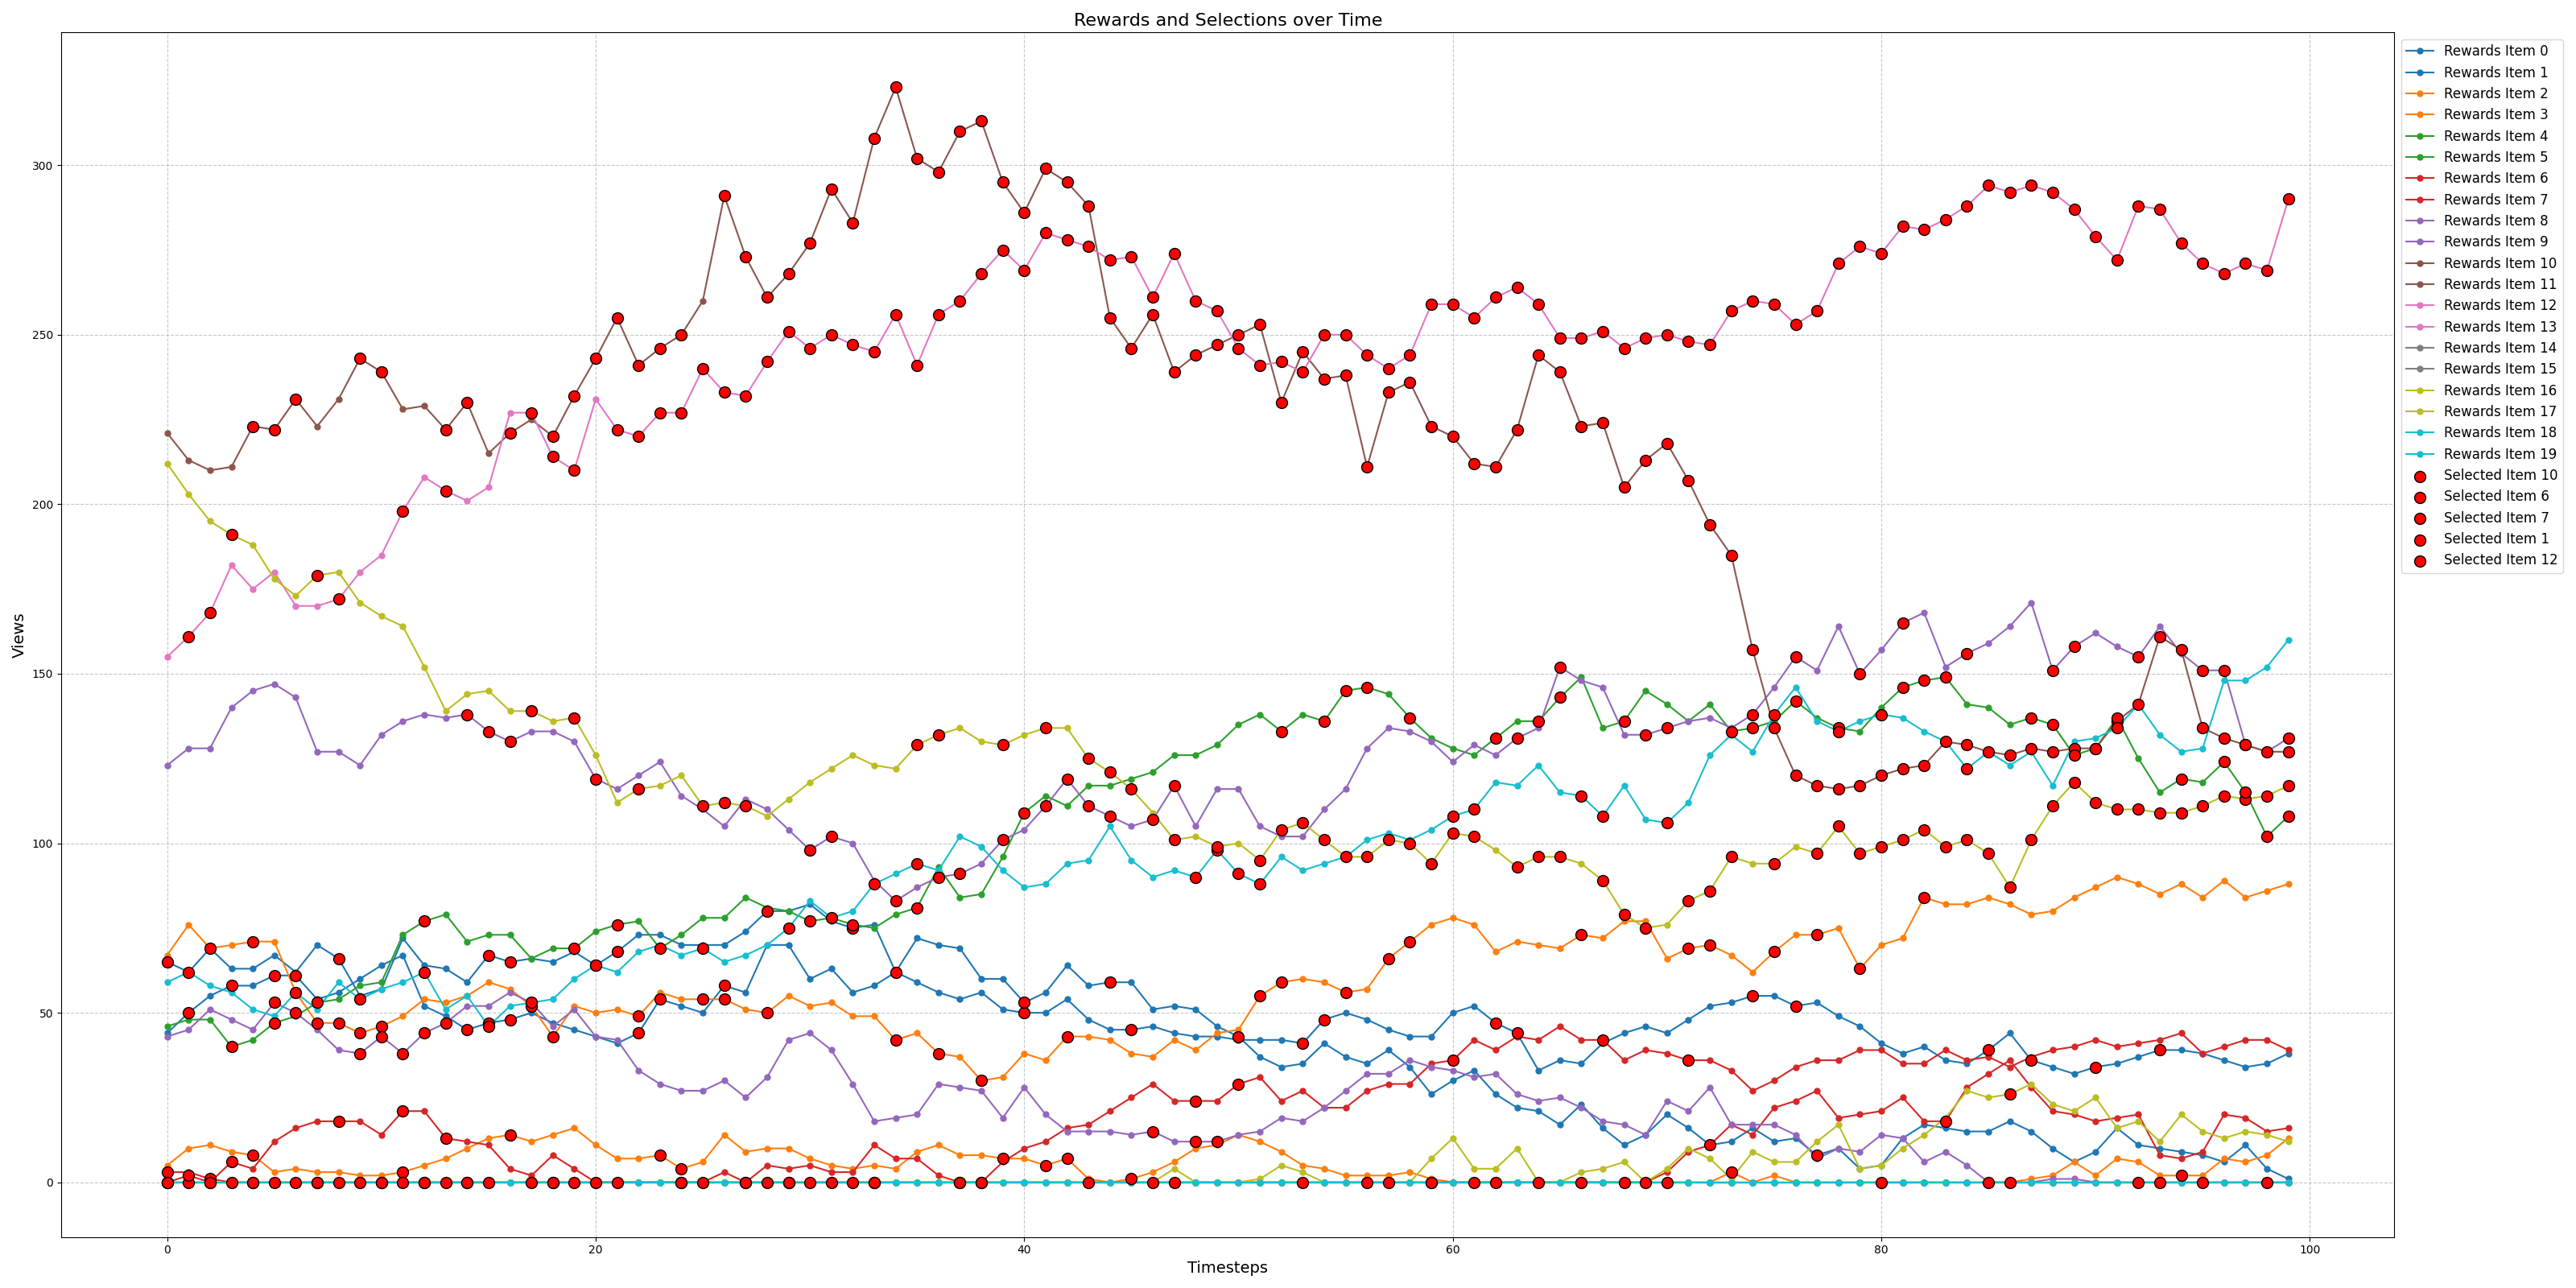 Rewards and Selections over Time
Views
300
250
200
150
100
50
0
0 20 40 60 80 100
Timesteps
Rewards Item 0
Rewards Item 1
Rewards Item 2
Rewards Item 3
Rewards Item 4
Rewards Item 5
Rewards Item 6
Rewards Item 7
Rewards Item 8
Rewards Item 9
Rewards Item 10
Rewards Item 11
Rewards Item 12
Rewards Item 13
Rewards Item 14
Rewards Item 15
Rewards Item 16
Rewards Item 17
Rewards Item 18
Rewards Item 19
Selected Item 10
Selected Item 6
Selected Item 7
Selected Item 1
Selected Item 12